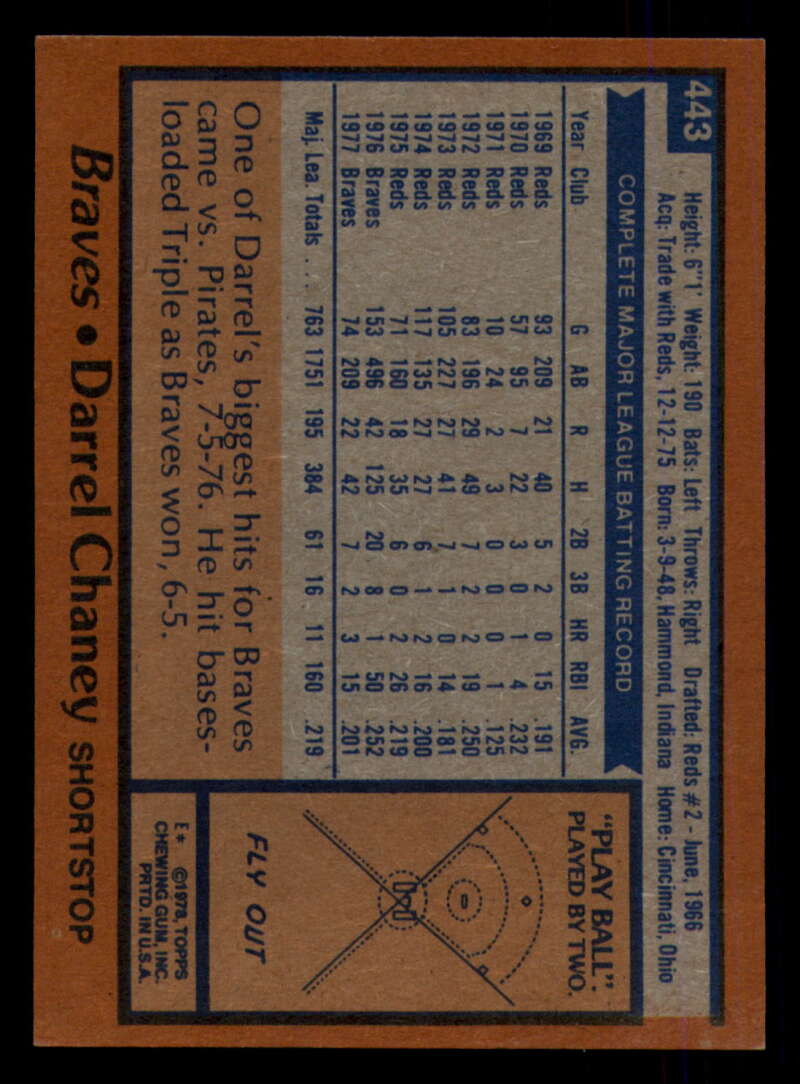 443
Height: 6"1' Weight: 190 Bats: Left Throws: Right Drafted: Reds #2 - June, 1966
Acq: Trade with Reds, 12-12-75 Born: 3-9-48, Hammond, Indiana Home: Cincinnati, Ohio
COMPLETE MAJOR LEAGUE BATTING RECORD
Year Club G AB R H 2B 3B HR RBI AVG.
1969 Reds 93 209 21 40 5 2 0 15 .191
1970 Reds 57 95 7 22 3 0 1 4 .232
1971 Reds 10 24 2 3 0 0 0 1 .125
1972 Reds 83 196 29 49 7 2 2 19 .250
1973 Reds 105 227 27 41 7 1 0 14 .181
1974 Reds 117 135 27 27 6 1 2 16 .200
1975 Reds 71 160 18 35 6 0 2 26 .219
1976 Braves 153 496 42 125 20 8 1 50 .252
1977 Braves 74 209 22 42 7 2 3 15 .201
Maj. Lea. Totals . . . 763 1751 195 384 61 16 11 160 .219
One of Darrel's biggest hits for Braves
came vs. Pirates, 7-5-76. He hit bases-
loaded Triple as Braves won, 6-5.
"PLAY BALL".
PLAYED BY TWO.
FLY OUT
E* ©1978, TOPPS
CHEWING GUM, INC.
PRTD. IN U.S.A.
Braves • Darrel Chaney SHORTSTOP